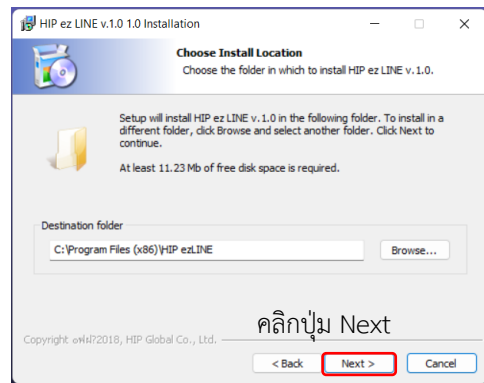 HIP ez LINE v.1.0 1.0 Installation
Choose Install Location
Choose the folder in which to install HIP ez LINE v.1.0.
Setup will install HIP ez LINE v.1.0 in the following folder. To install in a
different folder, click Browse and select another folder. Click Next to
continue.
At least 11.23 Mb of free disk space is required.
Destination folder
C:\Program Files (x86)\HIP ezLINE
Browse...
คลิกปุ่ม Next
Copyright 2018, HIP Global Co., Ltd.
< Back
Next >
Cancel